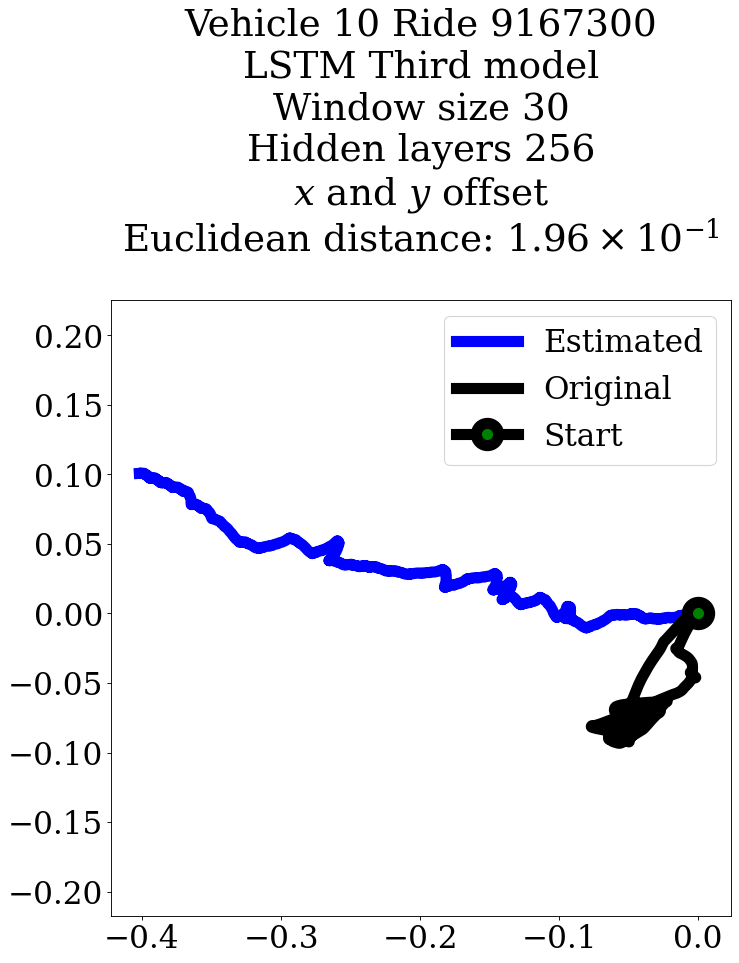 Vehicle 10 Ride 9167300
LSTM Third model
Window size 30
Hidden layers 256
x and y offset
Euclidean distance: 1.96 × 10⁻¹
Estimated
Original
Start
0.20
0.15
0.10
0.05
0.00
−0.05
−0.10
−0.15
−0.20
−0.4 −0.3 −0.2 −0.1 0.0